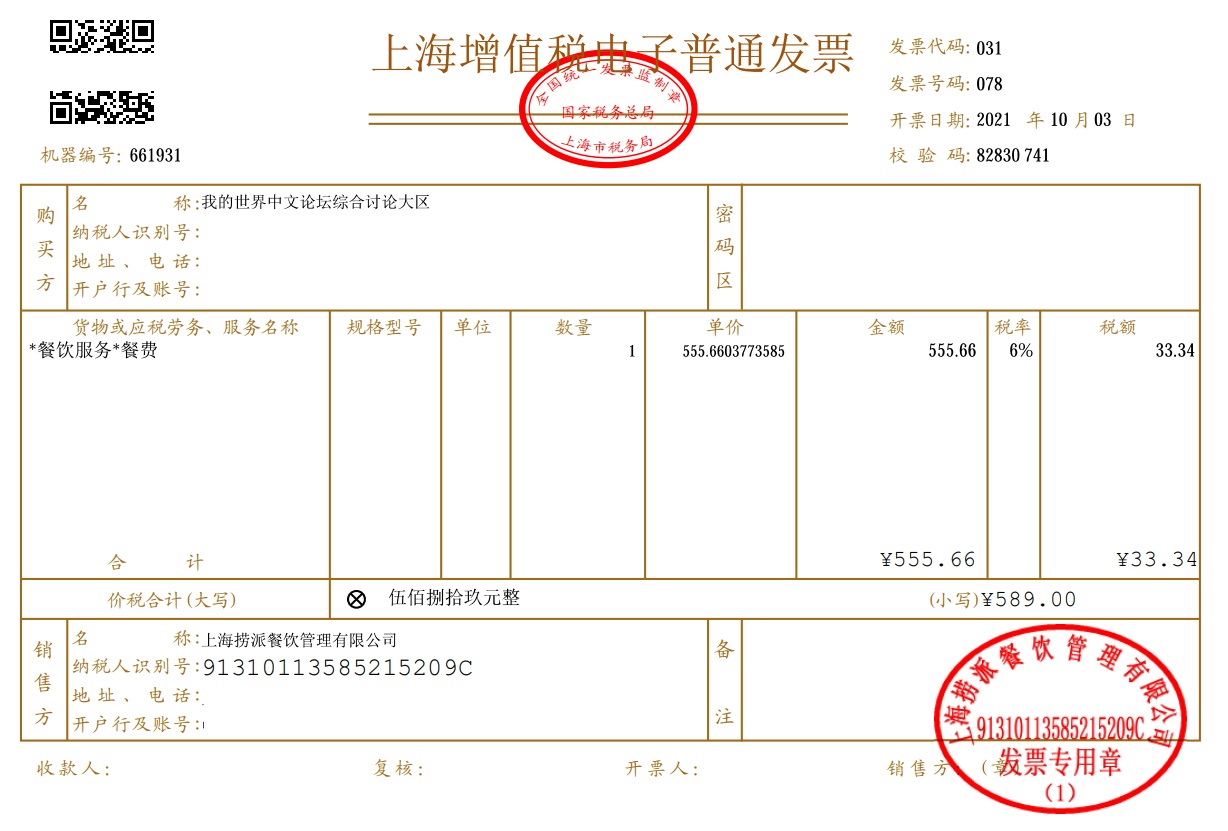 上海增值税电子普通发票
全国统一发票监制章
国家税务总局
上海市税务局
发票代码: 031
发票号码: 078
开票日期: 2021 年 10 月 03 日
机器编号: 661931
校 验 码: 82830 741
购买方
名 称:我的世界中文论坛综合讨论大区
纳税人识别号:
地 址 、 电 话:
开户行及账号:
密码区
货物或应税劳务、服务名称 规格型号 单位 数量 单价 金额 税率 税额
*餐饮服务*餐费 1 555.6603773585 555.66 6% 33.34
合 计 ¥555.66 ¥33.34
价税合计(大写) ⊗ 伍佰捌拾玖元整 (小写)¥589.00
销售方
名 称:上海捞派餐饮管理有限公司
纳税人识别号:91310113585215209C
地 址 、 电 话:
开户行及账号:
备注
收款人: 复核: 开票人: 销售方:(章)
上海捞派餐饮管理有限公司
91310113585215209C
发票专用章
(1)